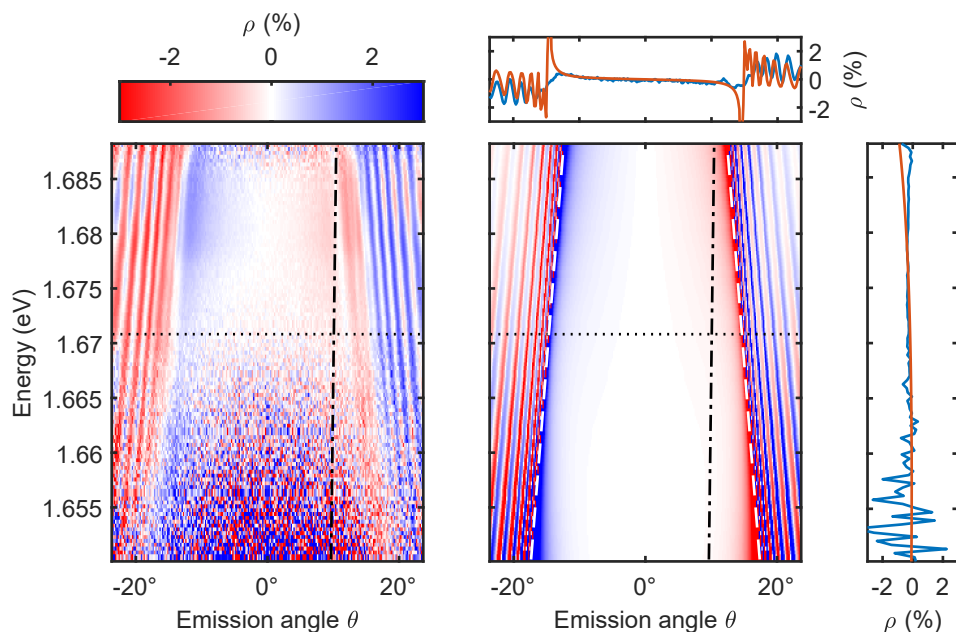 ρ (%)
-2 0 2
2
0
-2
ρ (%)
1.685
1.68
1.675
1.67
1.665
1.66
1.655
Energy (eV)
-20° 0° 20°
Emission angle θ
-20° 0° 20°
Emission angle θ
-2 0 2
ρ (%)